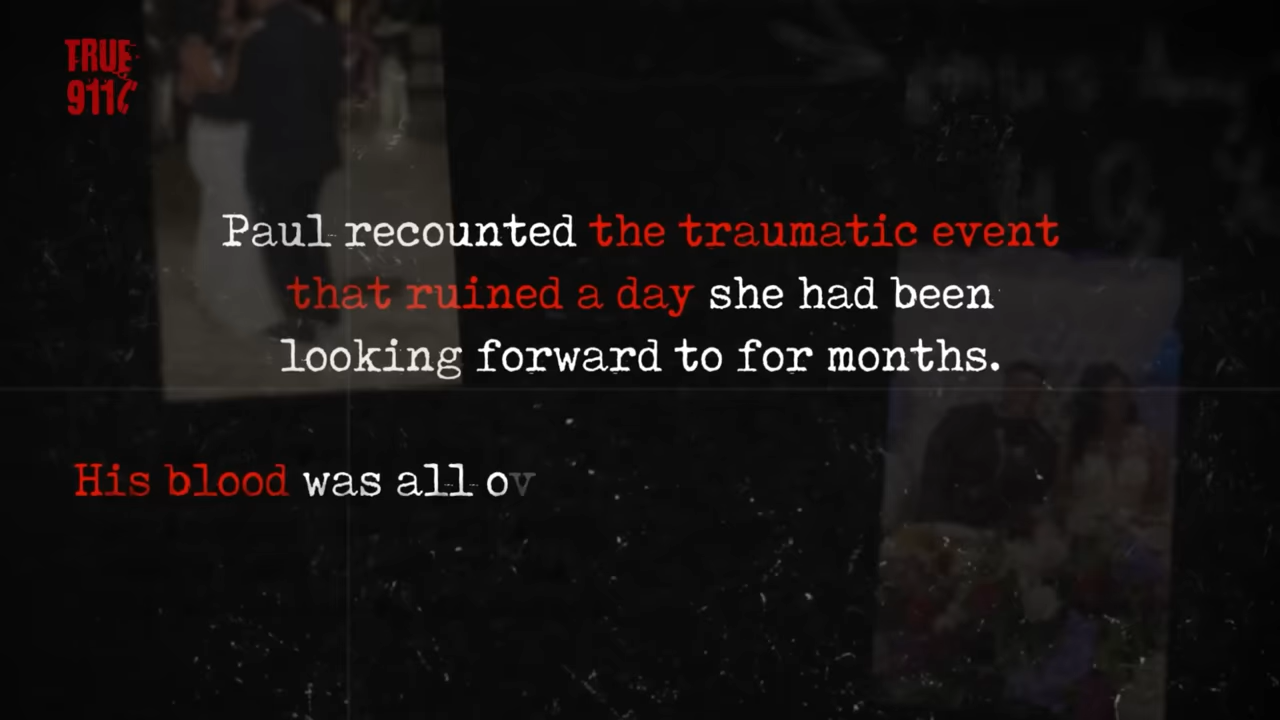 TRUE
911
Paul recounted the traumatic event
that ruined a day she had been
looking forward to for months.
His blood was all ov